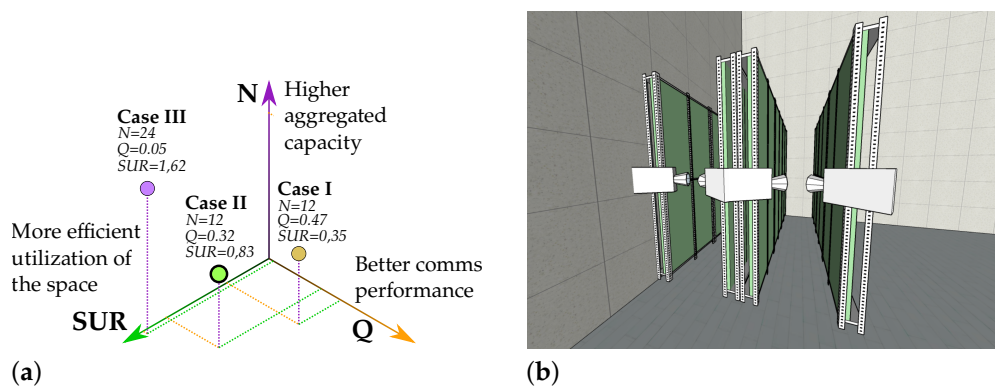 N
Higher
aggregated
capacity
Case III
N=24
Q=0.05
SUR=1,62
Case II
N=12
Q=0.32
SUR=0,83
Case I
N=12
Q=0.47
SUR=0,35
More efficient
utilization of
the space
Better comms
performance
SUR
Q
(a)
(b)